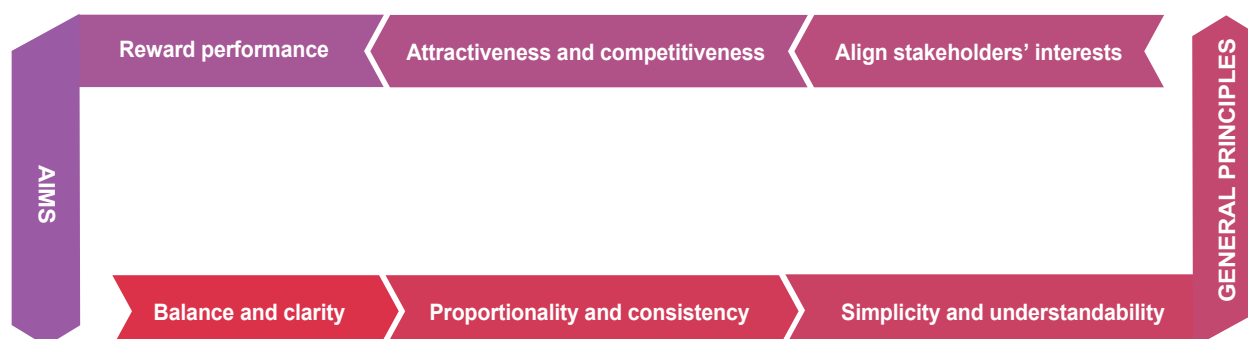 AIMS
Reward performance
Attractiveness and competitiveness
Align stakeholders’ interests
GENERAL PRINCIPLES
Balance and clarity
Proportionality and consistency
Simplicity and understandability